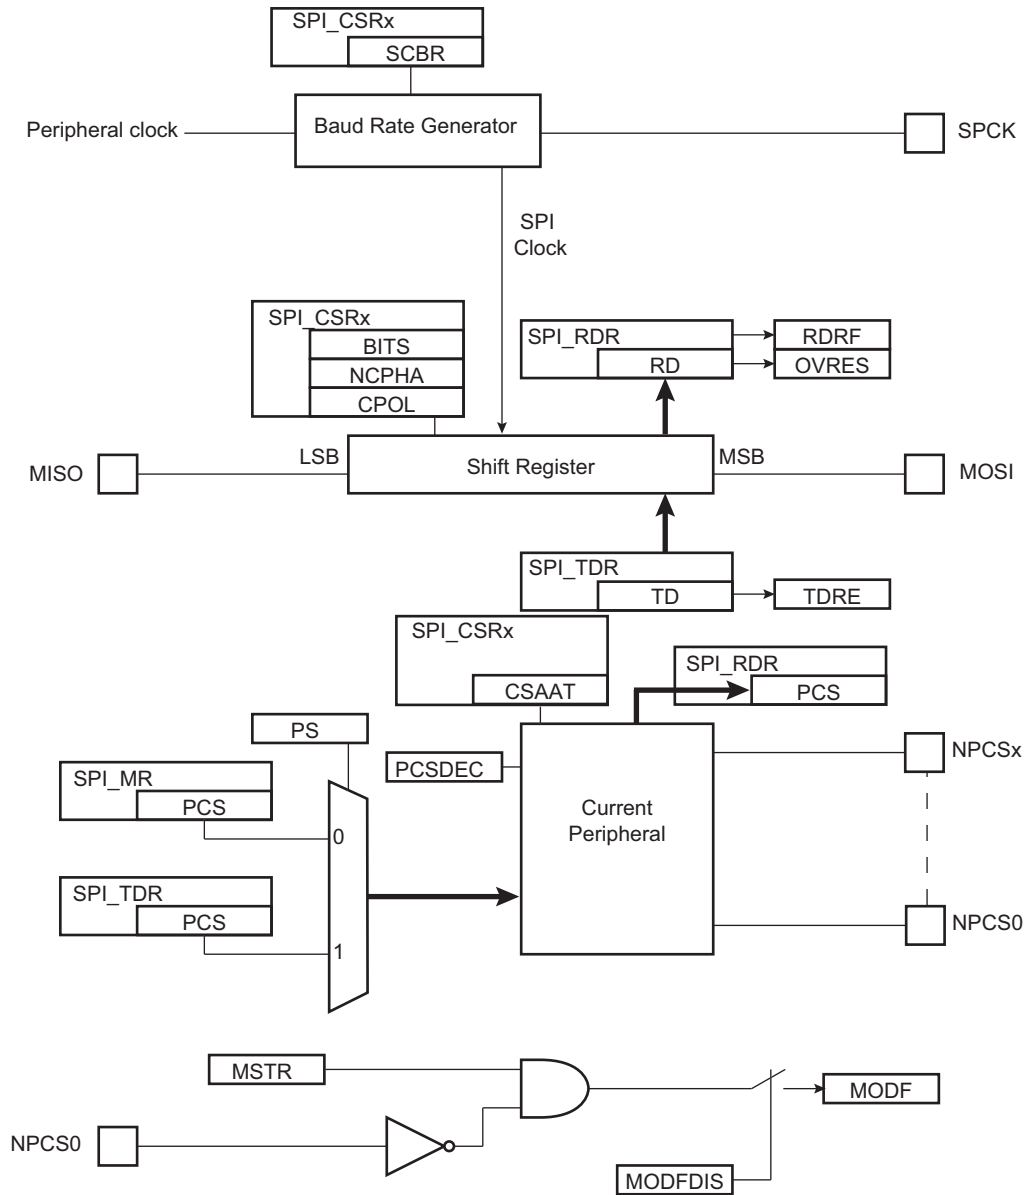 SPI_CSRx
SCBR
Peripheral clock
Baud Rate Generator
SPCK
SPI
Clock
SPI_CSRx
BITS
NCPHA
CPOL
SPI_RDR
RD
RDRF
OVRES
MISO
LSB
Shift Register
MSB
MOSI
SPI_TDR
TD
TDRE
SPI_CSRx
CSAAT
SPI_RDR
PCS
PS
PCSDEC
NPCSx
SPI_MR
PCS
0
Current
Peripheral
SPI_TDR
PCS
1
NPCS0
MSTR
MODF
NPCS0
MODFDIS